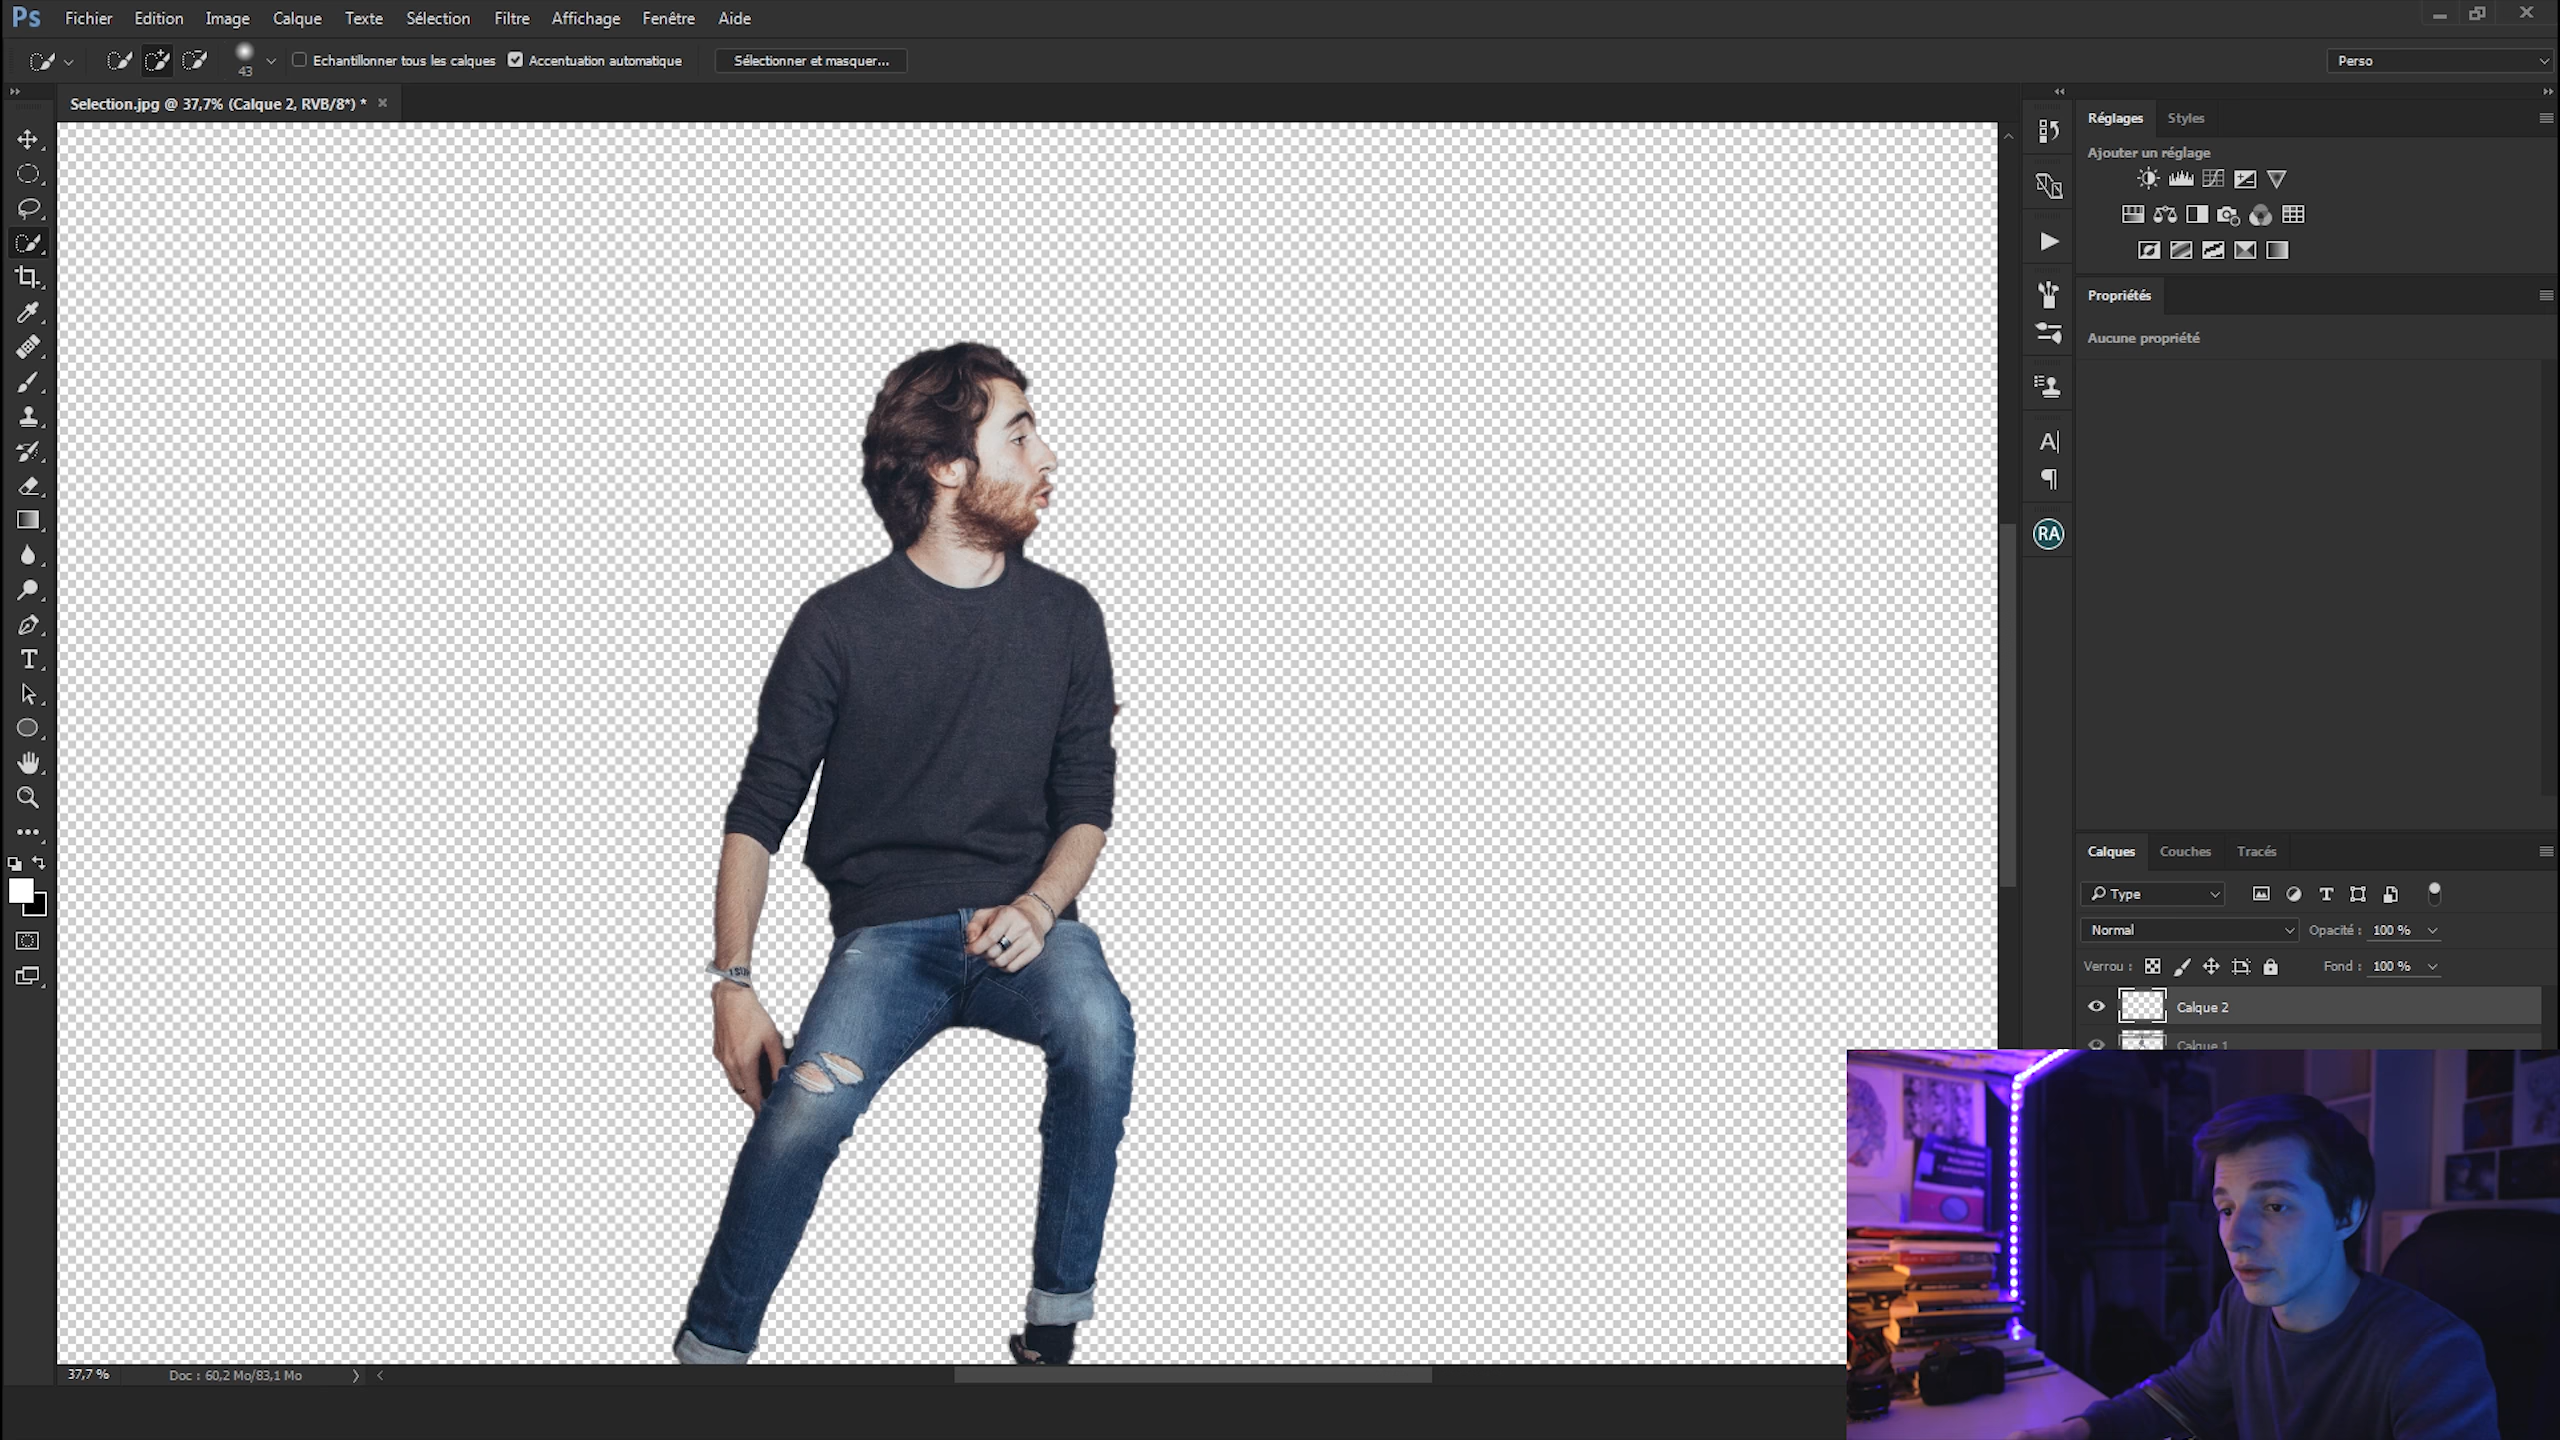 Ps Fichier Edition Image Calque Texte Sélection Filtre Affichage Fenêtre Aide
43 Echantillonner tous les calques Accentuation automatique Sélectionner et masquer... Perso
Selection.jpg @ 37,7% (Calque 2, RVB/8*) *
Réglages Styles
Ajouter un réglage
Propriétés
Aucune propriété
A
RA
Calques Couches Tracés
Type
Normal Opacité : 100 %
Verrou : Fond : 100 %
Calque 2
Calque 1
37,7 % Doc : 60,2 Mo/83,1 Mo